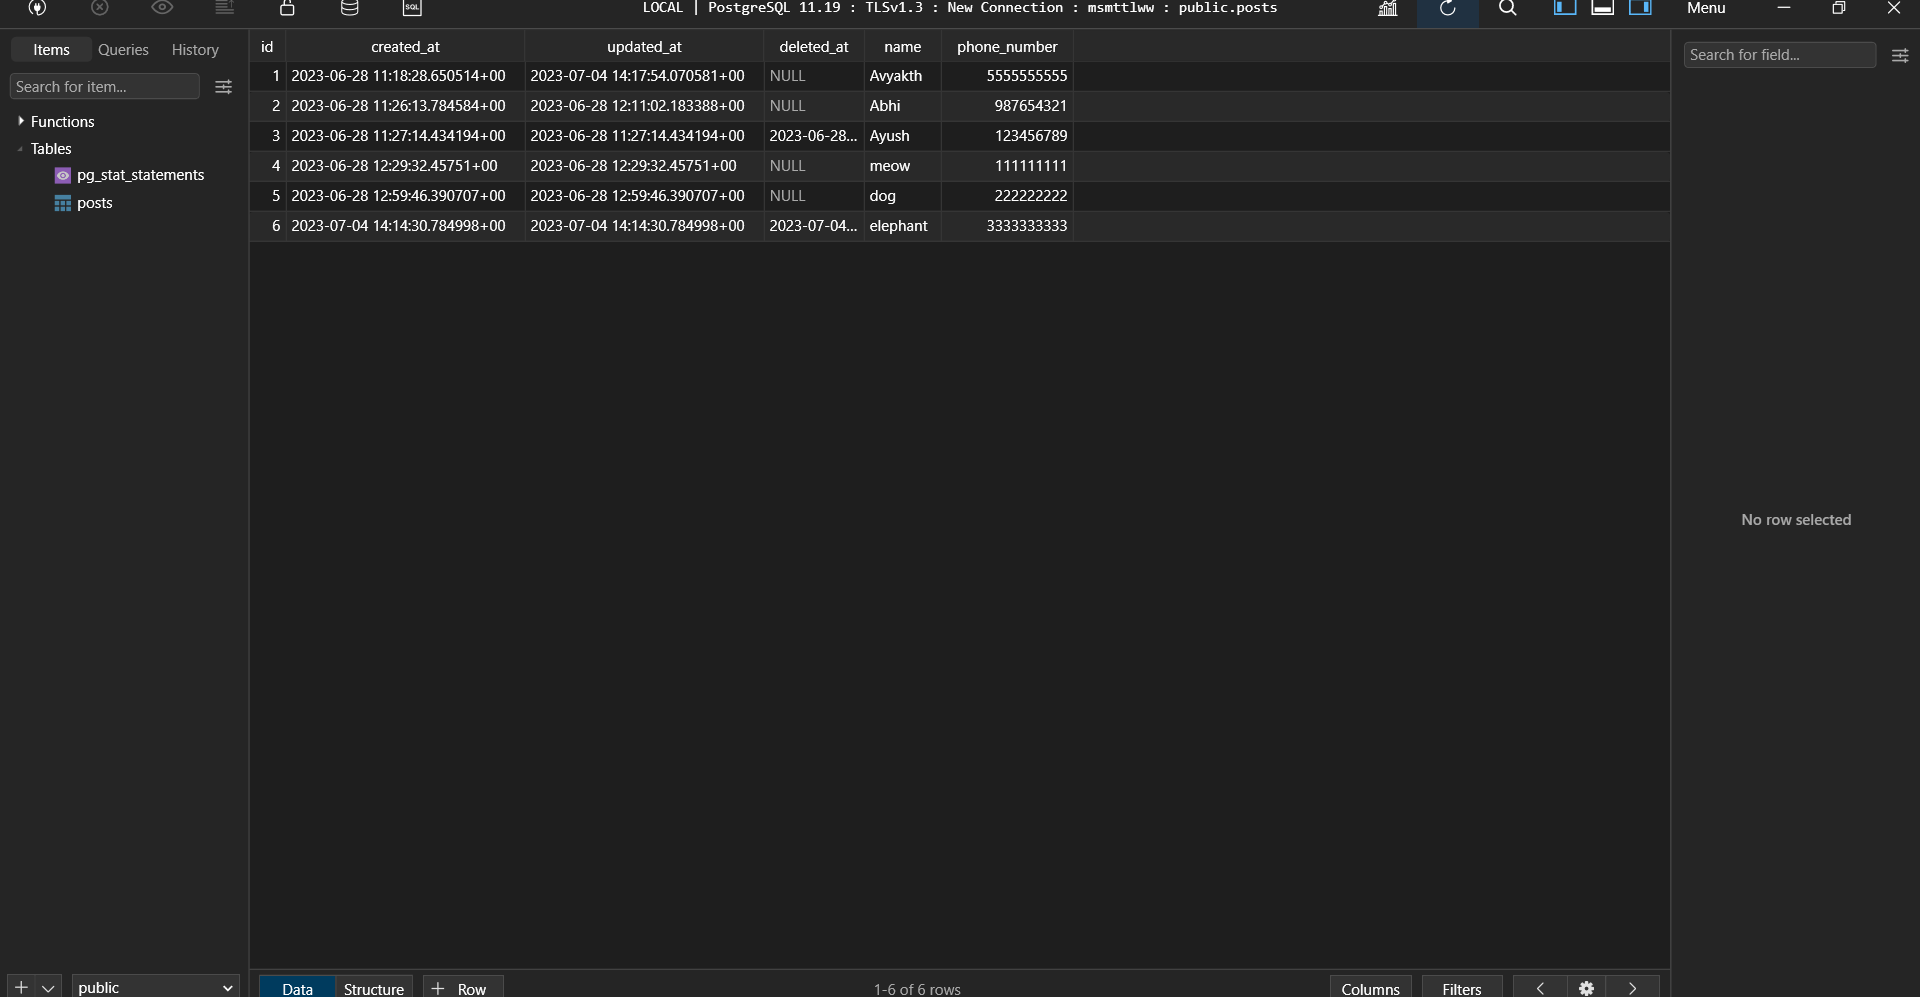 SQL LOCAL | PostgreSQL 11.19 : TLSv1.3 : New Connection : msmttlww : public.posts Menu
Items Queries History
Search for item...
Functions
Tables
pg_stat_statements
posts
id created_at updated_at deleted_at name phone_number
1 2023-06-28 11:18:28.650514+00 2023-07-04 14:17:54.070581+00 NULL Avyakth 5555555555
2 2023-06-28 11:26:13.784584+00 2023-06-28 12:11:02.183388+00 NULL Abhi 987654321
3 2023-06-28 11:27:14.434194+00 2023-06-28 11:27:14.434194+00 2023-06-28... Ayush 123456789
4 2023-06-28 12:29:32.45751+00 2023-06-28 12:29:32.45751+00 NULL meow 111111111
5 2023-06-28 12:59:46.390707+00 2023-06-28 12:59:46.390707+00 NULL dog 222222222
6 2023-07-04 14:14:30.784998+00 2023-07-04 14:14:30.784998+00 2023-07-04... elephant 3333333333
Search for field...
No row selected
public
Data Structure + Row 1-6 of 6 rows Columns Filters